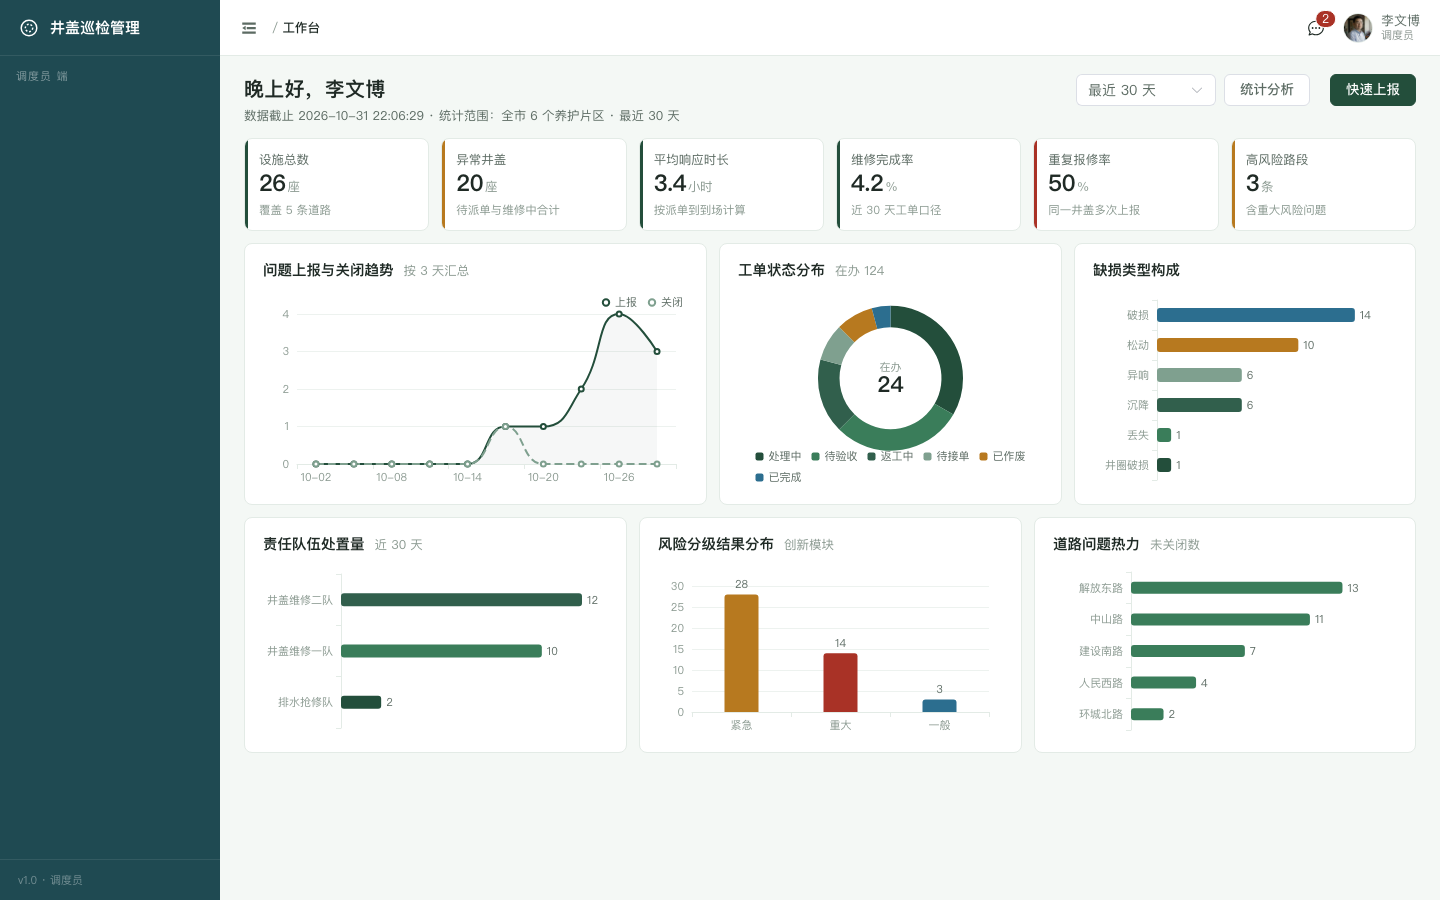 井盖巡检管理
调度员 端
v1.0 · 调度员
/ 工作台
2
李文博
调度员
晚上好，李文博
数据截止 2026-10-31 22:06:29 · 统计范围：全市 6 个养护片区 · 最近 30 天
最近 30 天
统计分析
快速上报
设施总数
26座
覆盖 5 条道路
异常井盖
20座
待派单与维修中合计
平均响应时长
3.4小时
按派单到到场计算
维修完成率
4.2%
近 30 天工单口径
重复报修率
50%
同一井盖多次上报
高风险路段
3条
含重大风险问题
问题上报与关闭趋势 按 3 天汇总
上报 关闭
4
3
2
1
0
10-02 10-08 10-14 10-20 10-26
工单状态分布 在办 124
在办
24
处理中 待验收 返工中 待接单 已作废
已完成
缺损类型构成
破损 14
松动 10
异响 6
沉降 6
丢失 1
井圈破损 1
责任队伍处置量 近 30 天
井盖维修二队 12
井盖维修一队 10
排水抢修队 2
风险分级结果分布 创新模块
30
25
20
15
10
5
0
28
14
3
紧急 重大 一般
道路问题热力 未关闭数
解放东路 13
中山路 11
建设南路 7
人民西路 4
环城北路 2